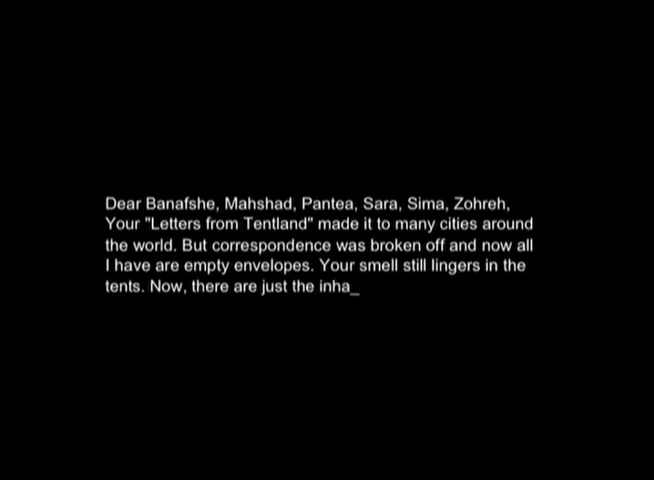 Dear Banafshe, Mahshad, Pantea, Sara, Sima, Zohreh,
Your "Letters from Tentland" made it to many cities around
the world. But correspondence was broken off and now all
I have are empty envelopes. Your smell still lingers in the
tents. Now, there are just the inha_